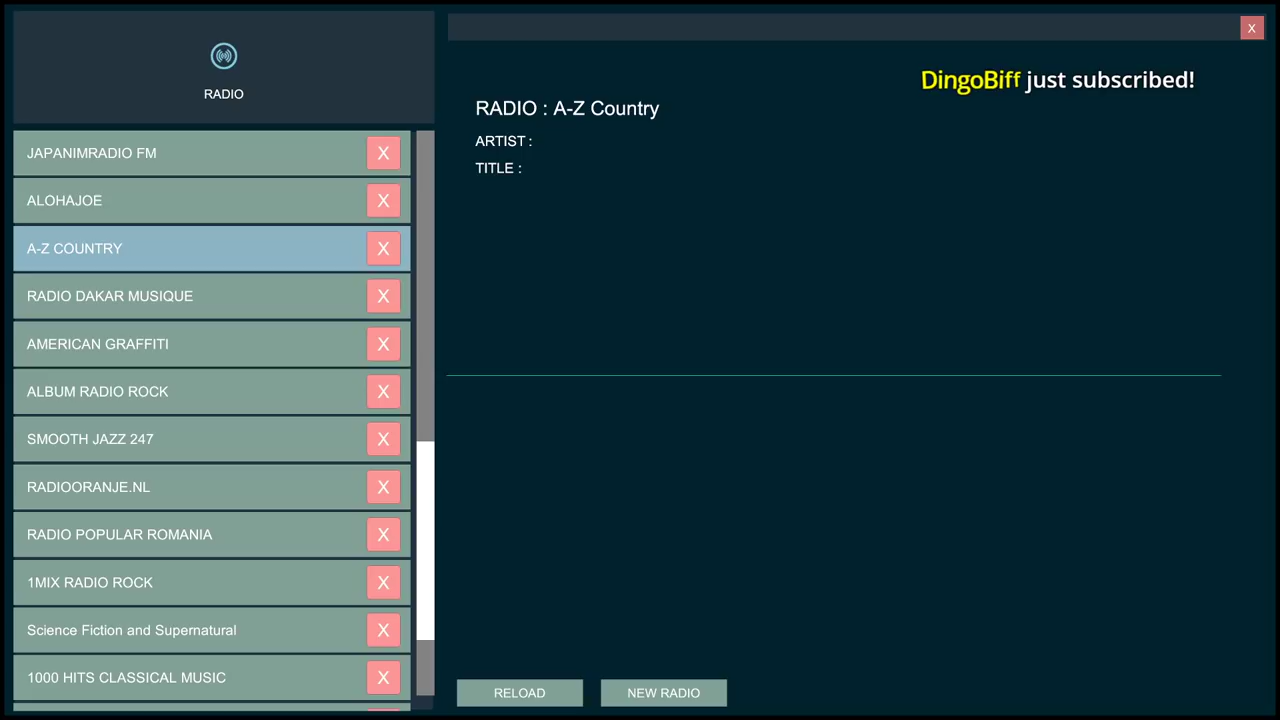 RADIO
JAPANIMRADIO FM X
ALOHAJOE X
A-Z COUNTRY X
RADIO DAKAR MUSIQUE X
AMERICAN GRAFFITI X
ALBUM RADIO ROCK X
SMOOTH JAZZ 247 X
RADIOORANJE.NL X
RADIO POPULAR ROMANIA X
1MIX RADIO ROCK X
Science Fiction and Supernatural X
1000 HITS CLASSICAL MUSIC X
X
DingoBiff just subscribed!
RADIO : A-Z Country
ARTIST :
TITLE :
RELOAD NEW RADIO